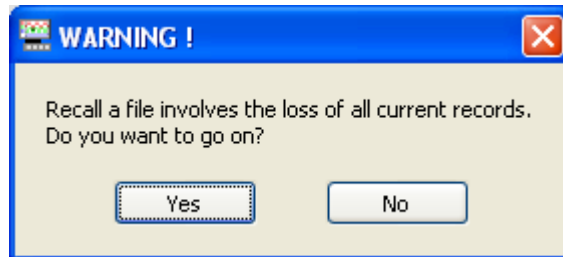 WARNING !
Recall a file involves the loss of all current records.
Do you want to go on?
Yes
No